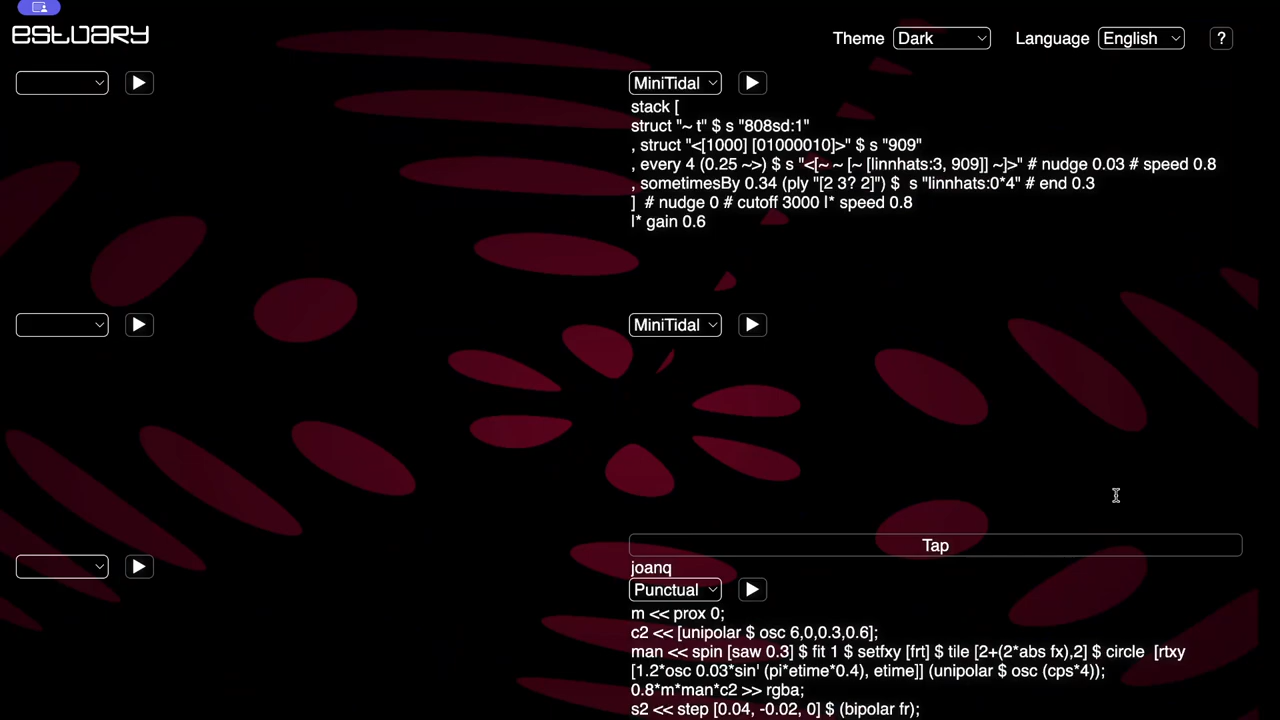 estuary
Theme Dark Language English ?
MiniTidal
stack [
struct "~ t" $ s "808sd:1"
, struct "<[1000] [01000010]>" $ s "909"
, every 4 (0.25 ~>) $ s "<[~ ~ [~ [linnhats:3, 909]] ~]>" # nudge 0.03 # speed 0.8
, sometimesBy 0.34 (ply "[2 3? 2]") $  s "linnhats:0*4" # end 0.3
]  # nudge 0 # cutoff 3000 |* speed 0.8
|* gain 0.6
MiniTidal
Tap
joanq
Punctual
m << prox 0;
c2 << [unipolar $ osc 6,0,0.3,0.6];
man << spin [saw 0.3] $ fit 1 $ setfxy [frt] $ tile [2+(2*abs fx),2] $ circle  [rtxy
[1.2*osc 0.03*sin' (pi*etime*0.4), etime]] (unipolar $ osc (cps*4));
0.8*m*man*c2 >> rgba;
s2 << step [0.04, -0.02, 0] $ (bipolar fr);